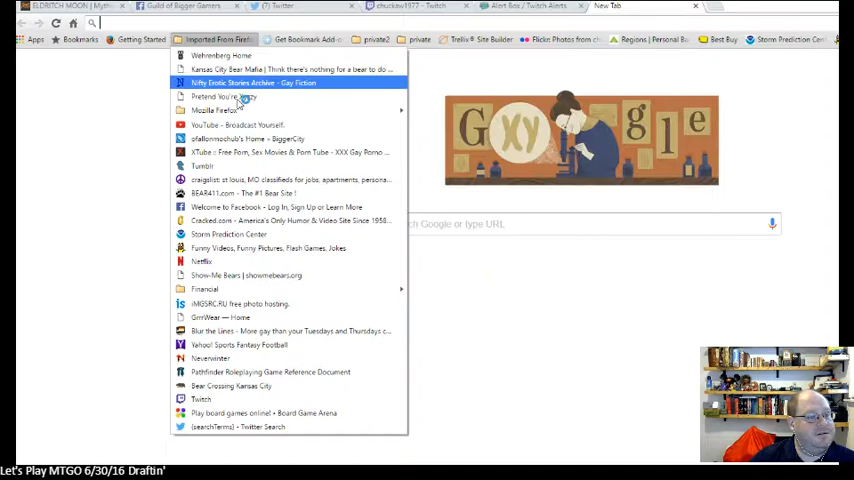 ELDRITCH MOON | Myth
Guild of Bigger Gamers
(7) Twitter
chuckaw1977 - Twitch
Alert Box / Twitch Alerts
New Tab
Apps
Bookmarks
Getting Started
Imported From Firef
Get Bookmark Add-o
private2
private
Trellix® Site Builder
Flickr: Photos from c
Regions | Personal Ba
Best Buy
Storm Prediction Cen
Wehrenberg Home
Kansas City Bear Mafia | Think there's nothing for a bear to do ...
Nifty Erotic Stories Archive - Gay Fiction
Pretend You're
Mozilla Firefox
YouTube - Broadcast Yourself.
ofallonmocub's Home - BiggerCity
XTube :: Free Porn, Sex Movies & Porn Tube - XXX Gay Porno ...
Tumblr
craigslist: st louis, MO classifieds for jobs, apartments, persona...
BEAR411.com - The #1 Bear Site !
Welcome to Facebook - Log In, Sign Up or Learn More
Cracked.com - America's Only Humor & Video Site Since 1958...
Storm Prediction Center
Funny Videos, Funny Pictures, Flash Games, Jokes
Netflix
Show-Me Bears | showmebears.org
Financial
iMGSRC.RU free photo hosting.
GrrrWear — Home
Blur the Lines - More gay than your Tuesdays and Thursdays c...
Yahoo! Sports Fantasy Football
Neverwinter
Pathfinder Roleplaying Game Reference Document
Bear Crossing Kansas City
Twitch
Play board games online! • Board Game Arena
{searchTerms} - Twitter Search
G XY gle
ch Google or type URL
Let's Play MTGO 6/30/16 Draftin'